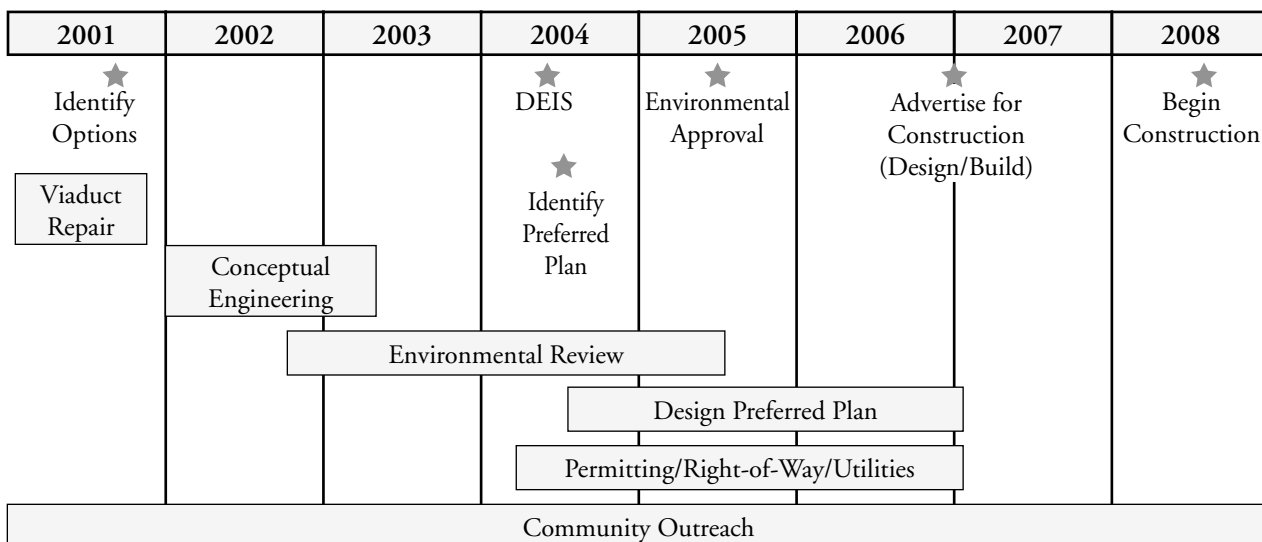 2001 2002 2003 2004 2005 2006 2007 2008
Identify
Options
DEIS
Environmental
Approval
Advertise for
Construction
(Design/Build)
Begin
Construction
Identify
Preferred
Plan
Viaduct
Repair
Conceptual
Engineering
Environmental Review
Design Preferred Plan
Permitting/Right-of-Way/Utilities
Community Outreach